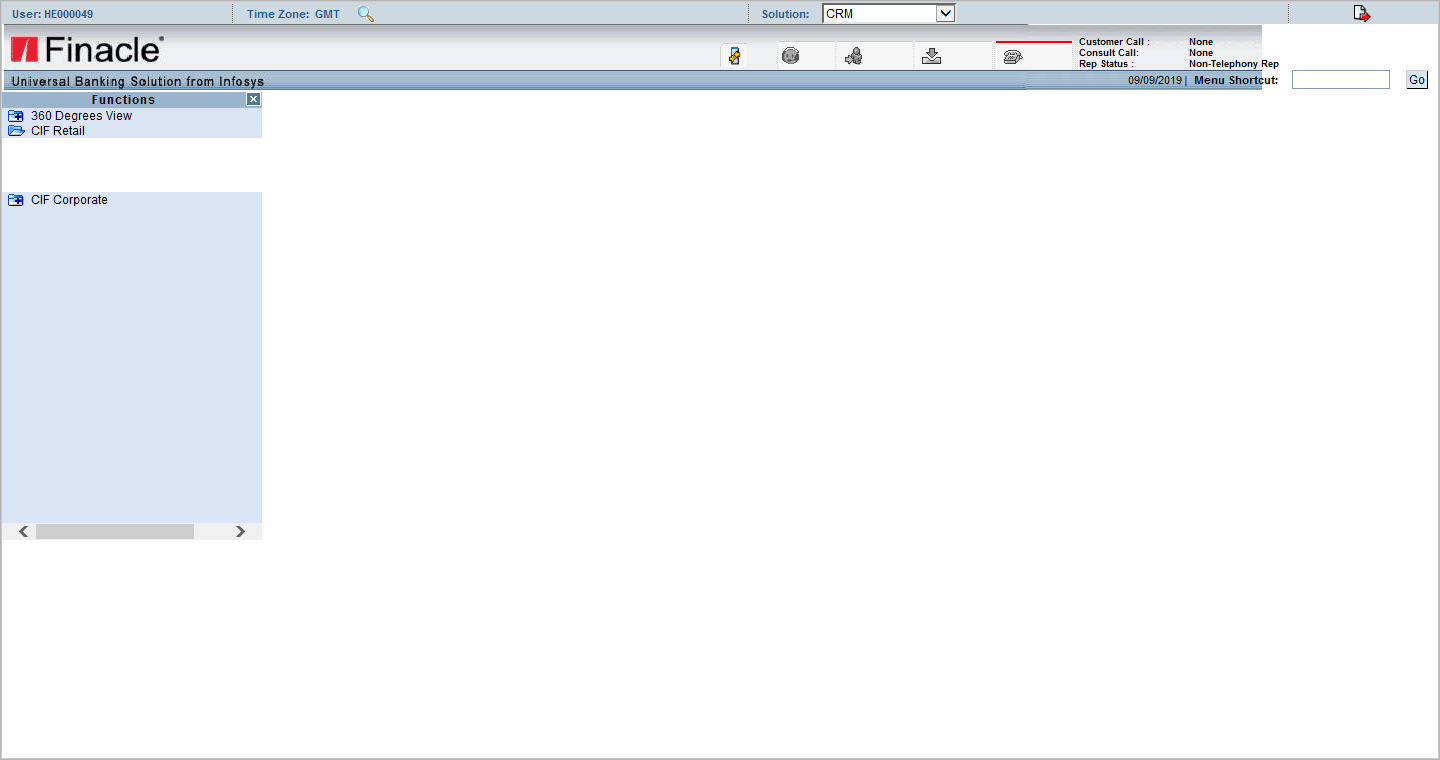 User: HE000049 Time Zone: GMT Solution: CRM
Finacle
Customer Call : None
Consult Call: None
Rep Status : Non-Telephony Rep
Universal Banking Solution from Infosys 09/09/2019 | Menu Shortcut: Go
Functions
360 Degrees View
CIF Retail
CIF Corporate